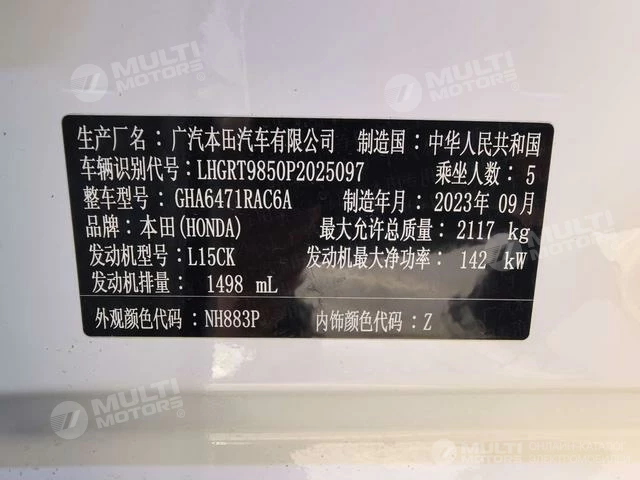 MULTI MOTORS
MULTI MOTORS
生产厂名：广汽本田汽车有限公司 制造国：中华人民共和国
车辆识别代号：LHGRT9850P2025097 乘坐人数：5
整车型号：GHA6471RAC6A 制造年月：2023年 09月
品牌：本田(HONDA) 最大允许总质量：2117 kg
发动机型号：L15CK 发动机最大净功率：142 kW
发动机排量：1498 mL
外观颜色代码：NH883P 内饰颜色代码：Z
MULTI MOTORS
MULTI